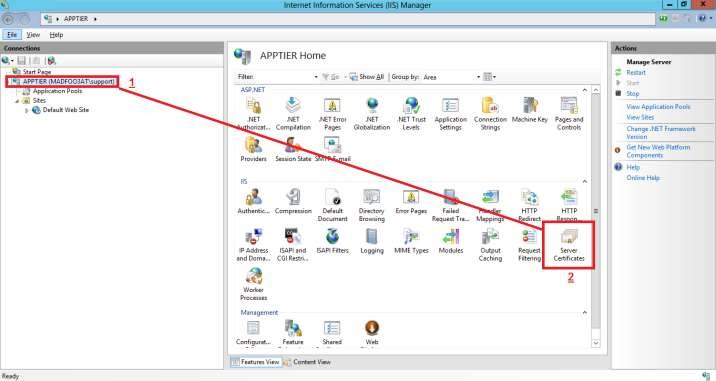 Internet Information Services (IIS) Manager
APPTIER
File View Help
Connections
Start Page
APPTIER (MADFOO3AT\support)
1
Application Pools
Sites
Default Web Site
APPTIER Home
Filter: Go Show All Group by: Area
ASP.NET
.NET Authorizat... .NET Compilation .NET Error Pages .NET Globalization .NET Trust Levels Application Settings Connection Strings Machine Key Pages and Controls
Providers Session State SMTP E-mail
IIS
Authentic... Compression Default Document Directory Browsing Error Pages Failed Request Tra... Handler Mappings HTTP Redirect HTTP Respon...
IP Address and Doma... ISAPI and CGI Restri... ISAPI Filters Logging MIME Types Modules Output Caching Request Filtering Server Certificates
2
Worker Processes
Management
Configurat... Feature Shared Web
Features View Content View
Actions
Manage Server
Restart
Start
Stop
View Application Pools
View Sites
Change .NET Framework
Version
Get New Web Platform
Components
Help
Online Help
Ready